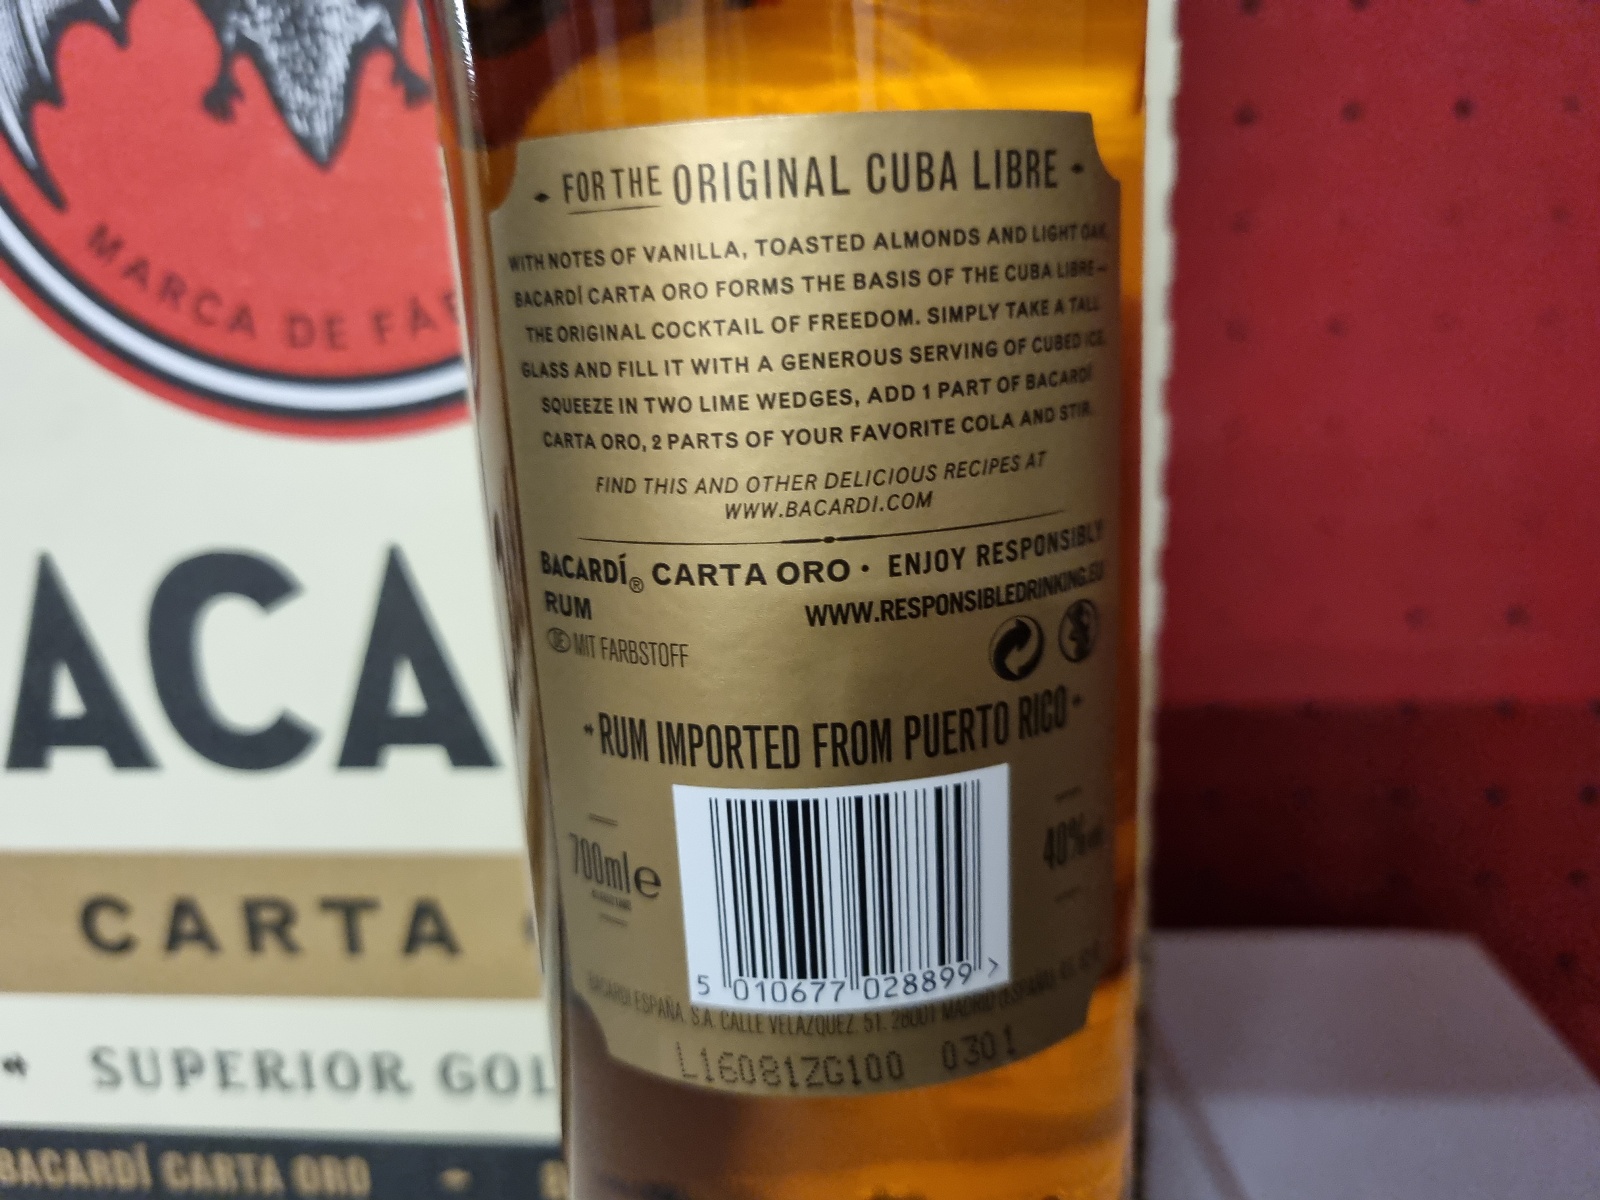 MARCA DE FÁB
ACA
CARTA
SUPERIOR GOL
BACARDÍ CARTA ORO
FOR THE ORIGINAL CUBA LIBRE
WITH NOTES OF VANILLA, TOASTED ALMONDS AND LIGHT OAK,
BACARDÍ CARTA ORO FORMS THE BASIS OF THE CUBA LIBRE–
THE ORIGINAL COCKTAIL OF FREEDOM. SIMPLY TAKE A TALL
GLASS AND FILL IT WITH A GENEROUS SERVING OF CUBED ICE,
SQUEEZE IN TWO LIME WEDGES, ADD 1 PART OF BACARDÍ
CARTA ORO, 2 PARTS OF YOUR FAVORITE COLA AND STIR.
FIND THIS AND OTHER DELICIOUS RECIPES AT
WWW.BACARDI.COM
BACARDÍ® CARTA ORO · ENJOY RESPONSIBLY
RUM WWW.RESPONSIBLEDRINKING.EU
DE MIT FARBSTOFF
RUM IMPORTED FROM PUERTO RICO
700ml e
40% vol
5 010677 028899 >
BACARDI ESPAÑA, S.A. CALLE VELAZQUEZ, 51. 28001 MADRID (ESPAÑA)
L16081ZG100 0301